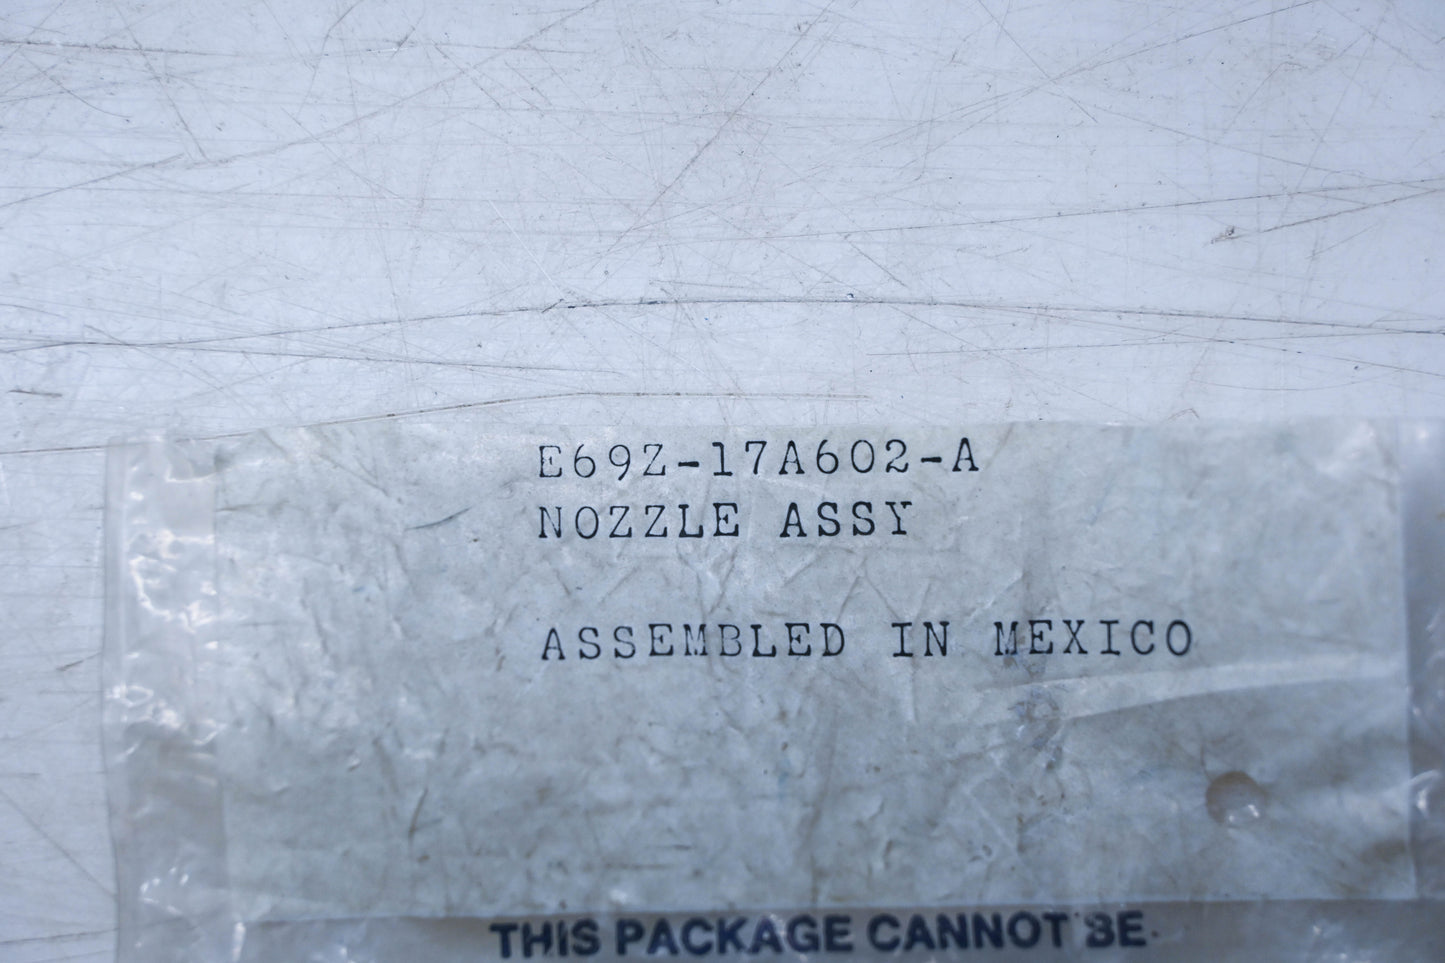 E69Z-17A602-A
NOZZLE ASSY
ASSEMBLED IN MEXICO
THIS PACKAGE CANNOT BE